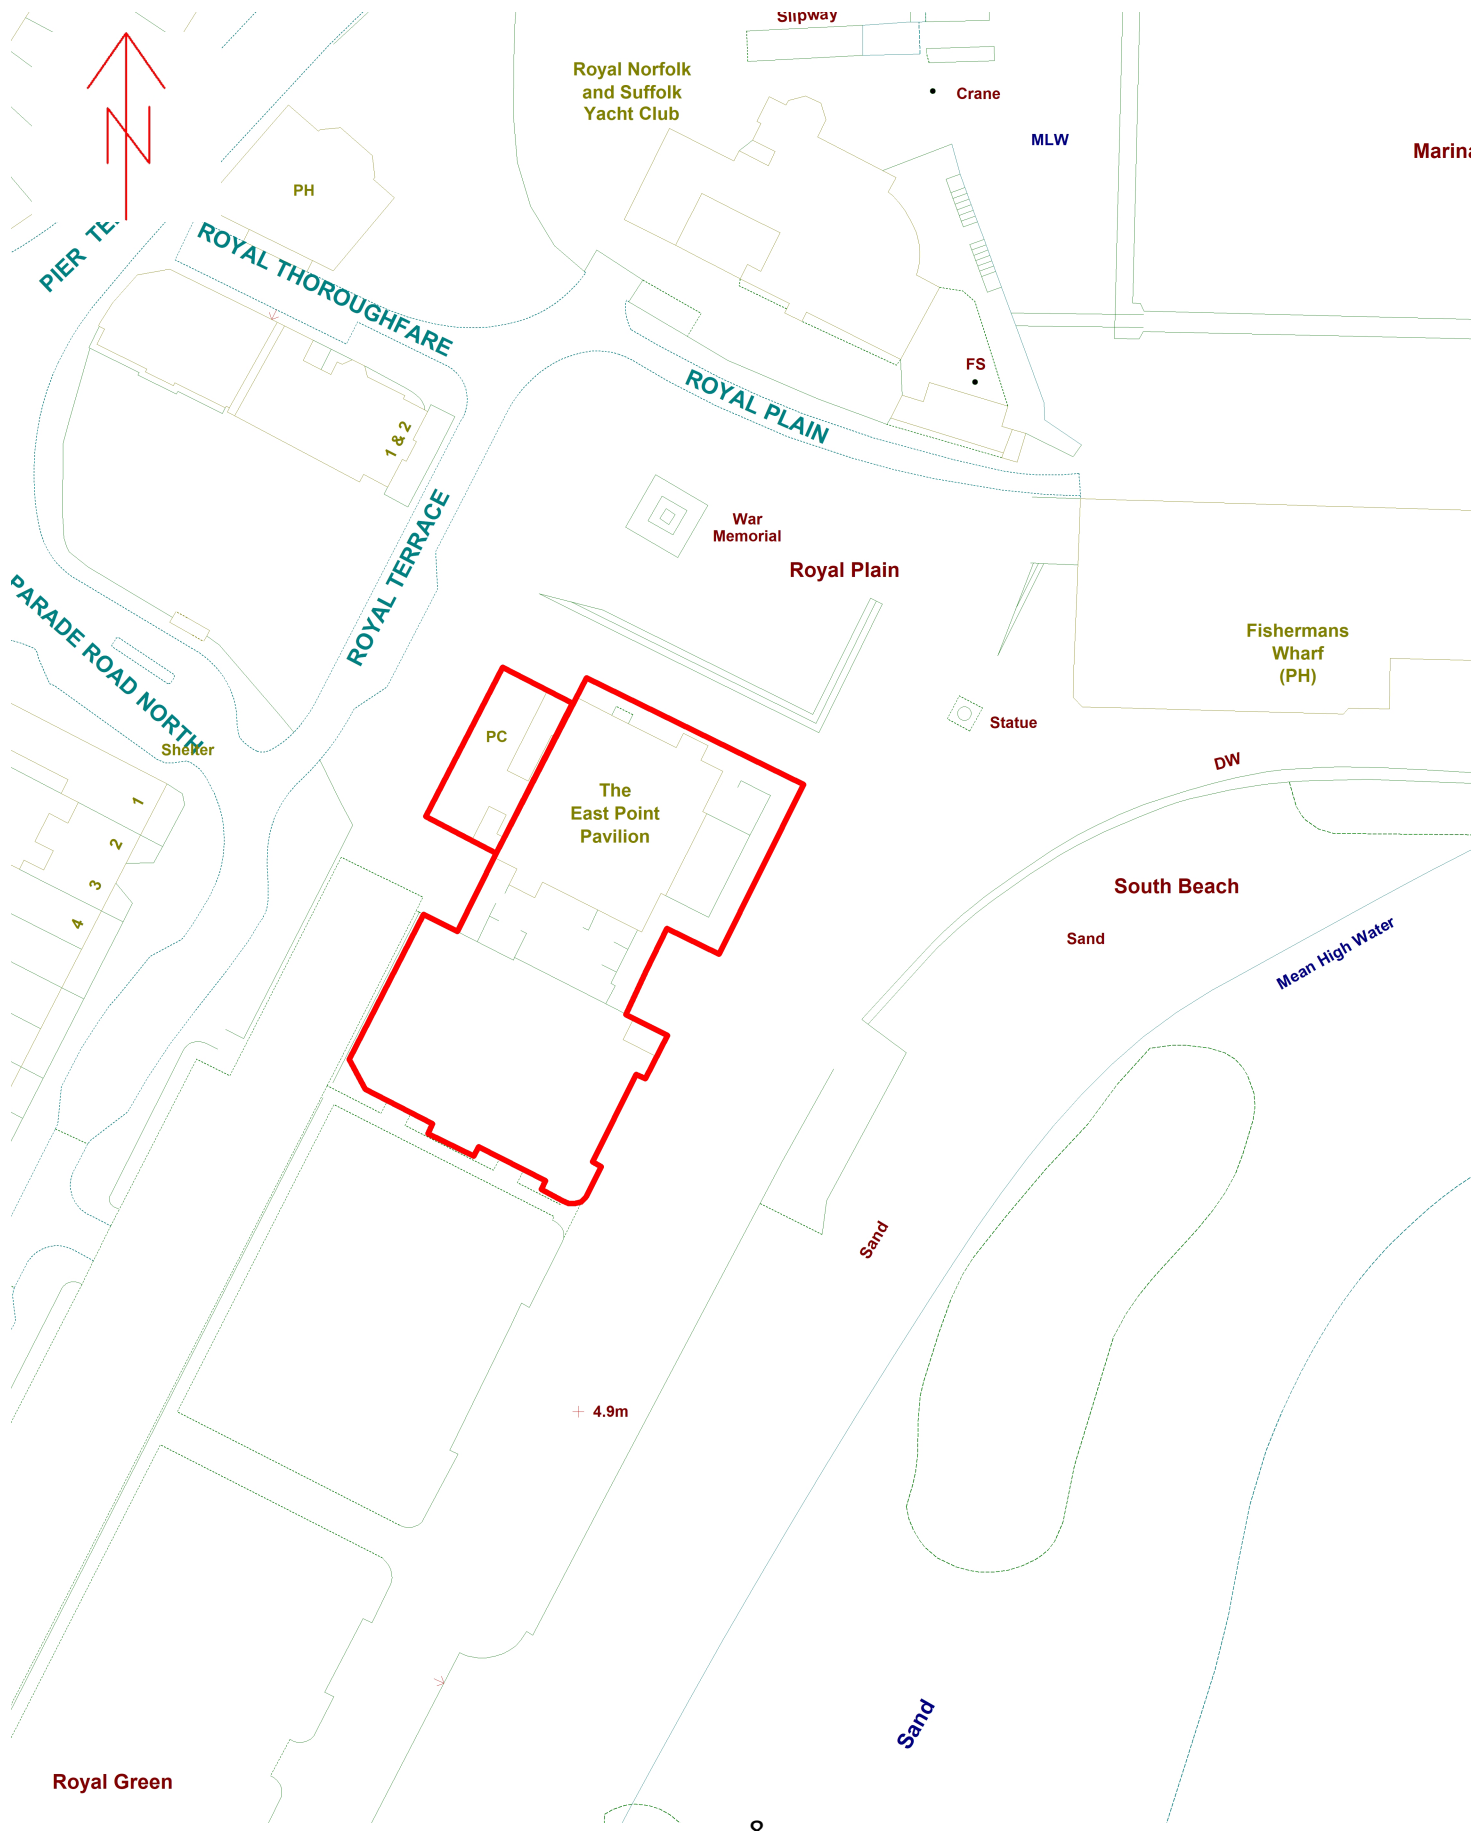 Slipway
Royal Norfolk
and Suffolk
Yacht Club
Crane
MLW
N
PH
PIER
ROYAL THOROUGHFARE
FS
ROYAL PLAIN
1 & 2
ROYAL TERRACE
War
Memorial
Royal Plain
PARADE ROAD NORTH
Fishermans
Wharf
(PH)
Statue
PC
Shelter
DW
The
East Point
Pavilion
1
2
3
4
South Beach
Sand
Mean High Water
Sand
4.9m
Sand
Royal Green